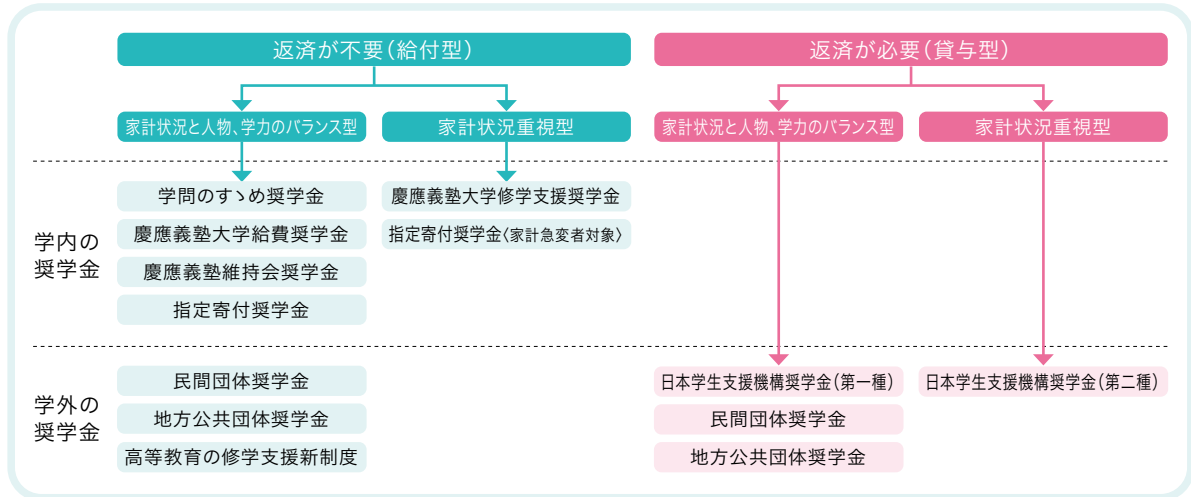 返済が不要（給付型）
返済が必要（貸与型）
家計状況と人物、学力のバランス型
家計状況重視型
家計状況と人物、学力のバランス型
家計状況重視型
学内の
奨学金
学問のすゝめ奨学金
慶應義塾大学給費奨学金
慶應義塾維持会奨学金
指定寄付奨学金
慶應義塾大学修学支援奨学金
指定寄付奨学金〈家計急変者対象〉
学外の
奨学金
民間団体奨学金
地方公共団体奨学金
高等教育の修学支援新制度
日本学生支援機構奨学金（第一種）
民間団体奨学金
地方公共団体奨学金
日本学生支援機構奨学金（第二種）